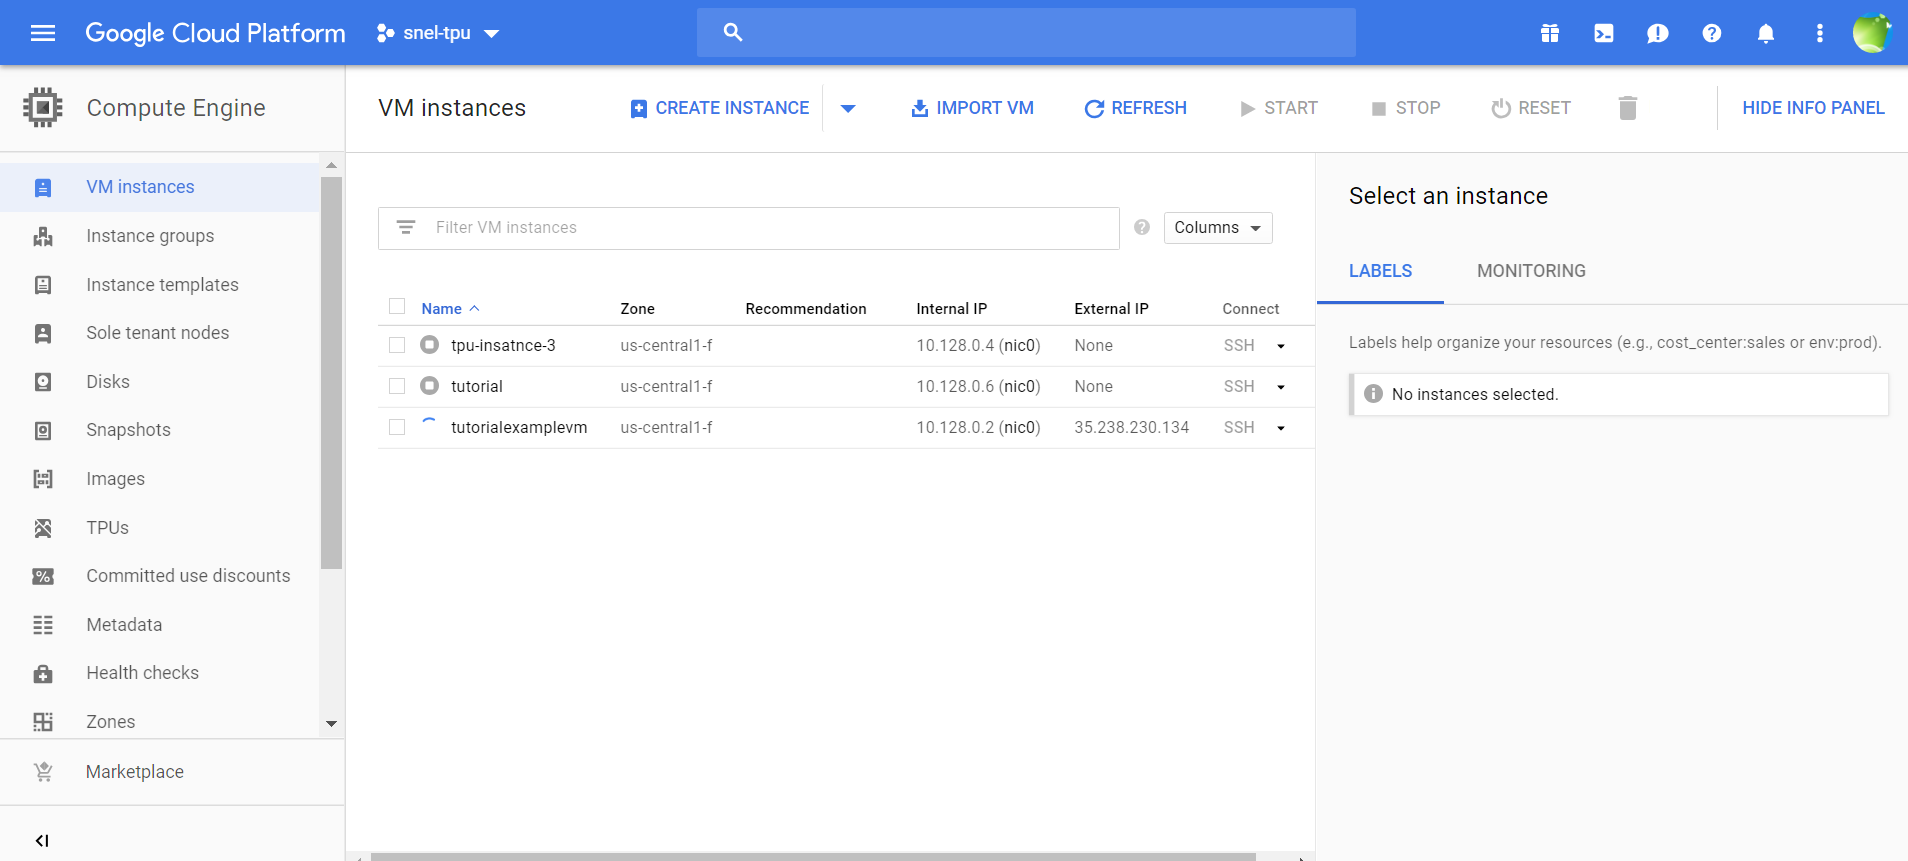 Google Cloud Platform
snel-tpu
Compute Engine
VM instances
CREATE INSTANCE
IMPORT VM
REFRESH
START
STOP
RESET
HIDE INFO PANEL
VM instances
Instance groups
Instance templates
Sole tenant nodes
Disks
Snapshots
Images
TPUs
Committed use discounts
Metadata
Health checks
Zones
Marketplace
Filter VM instances
Columns
Name Zone Recommendation Internal IP External IP Connect
tpu-insatnce-3 us-central1-f 10.128.0.4 (nic0) None SSH
tutorial us-central1-f 10.128.0.6 (nic0) None SSH
tutorialexamplevm us-central1-f 10.128.0.2 (nic0) 35.238.230.134 SSH
Select an instance
LABELS
MONITORING
Labels help organize your resources (e.g., cost_center:sales or env:prod).
No instances selected.